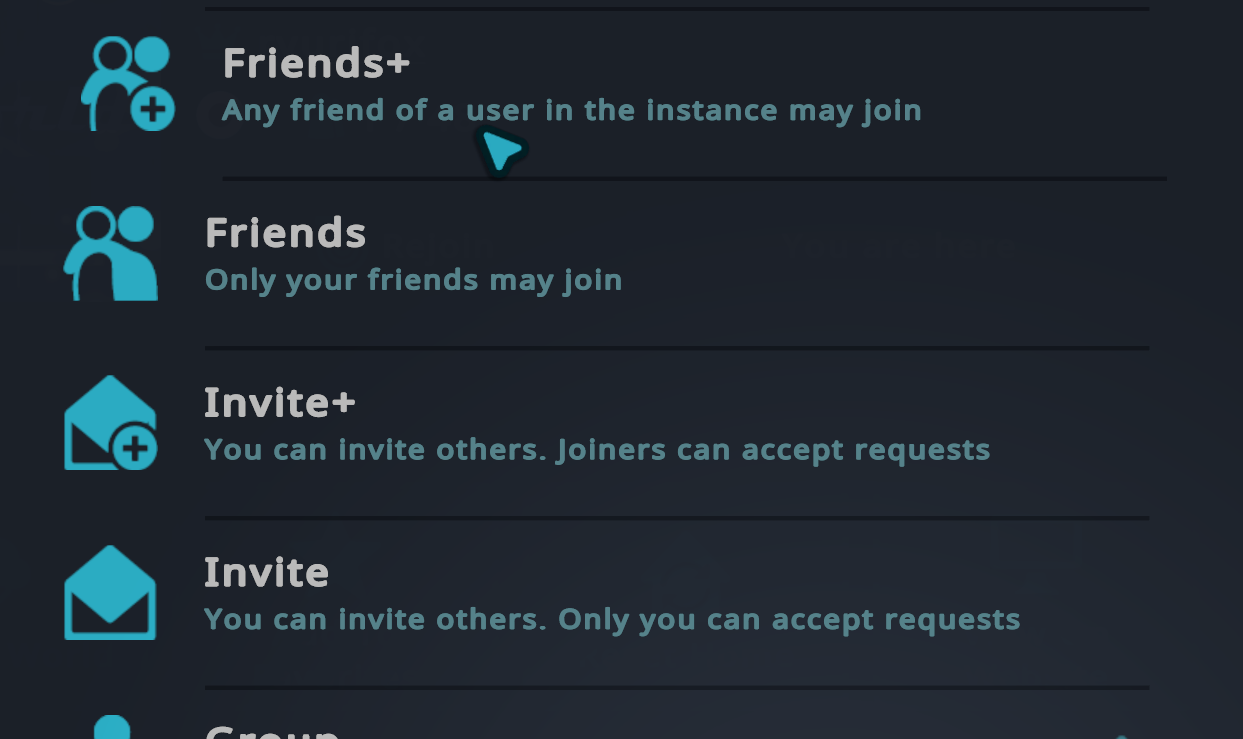 Friends+
Any friend of a user in the instance may join
Friends
Only your friends may join
Invite+
You can invite others. Joiners can accept requests
Invite
You can invite others. Only you can accept requests
Group